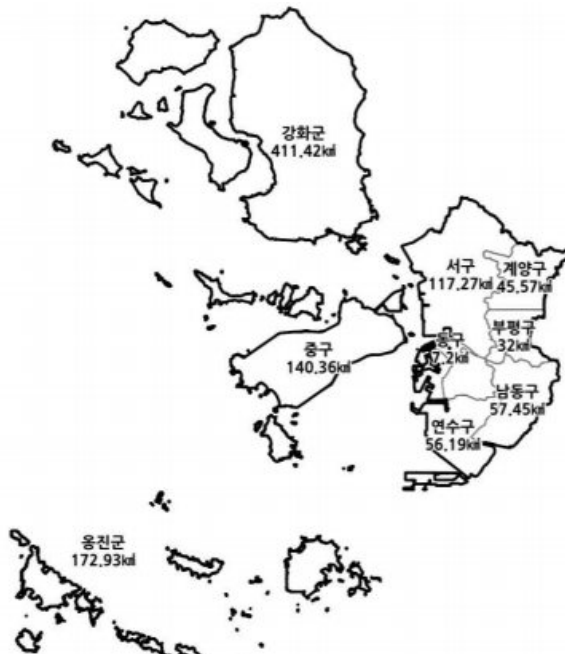 강화군
411.42㎢
서구
117.27㎢
계양구
45.57㎢
부평구
32㎢
동구
7.2㎢
중구
140.36㎢
남동구
57.45㎢
연수구
56.19㎢
옹진군
172.93㎢